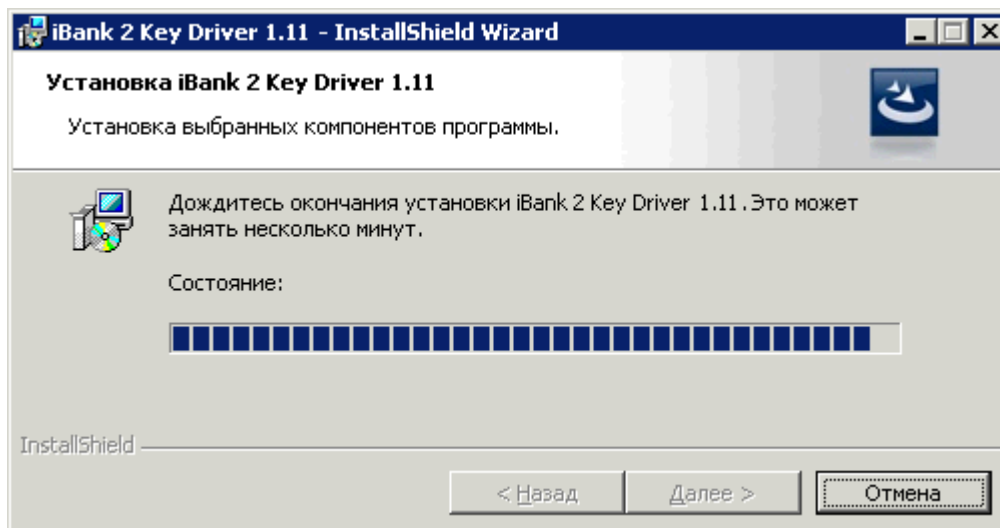 iBank 2 Key Driver 1.11 - InstallShield Wizard
Установка iBank 2 Key Driver 1.11
Установка выбранных компонентов программы.
Дождитесь окончания установки iBank 2 Key Driver 1.11. Это может
занять несколько минут.
Состояние:
InstallShield
< Назад
Далее >
Отмена